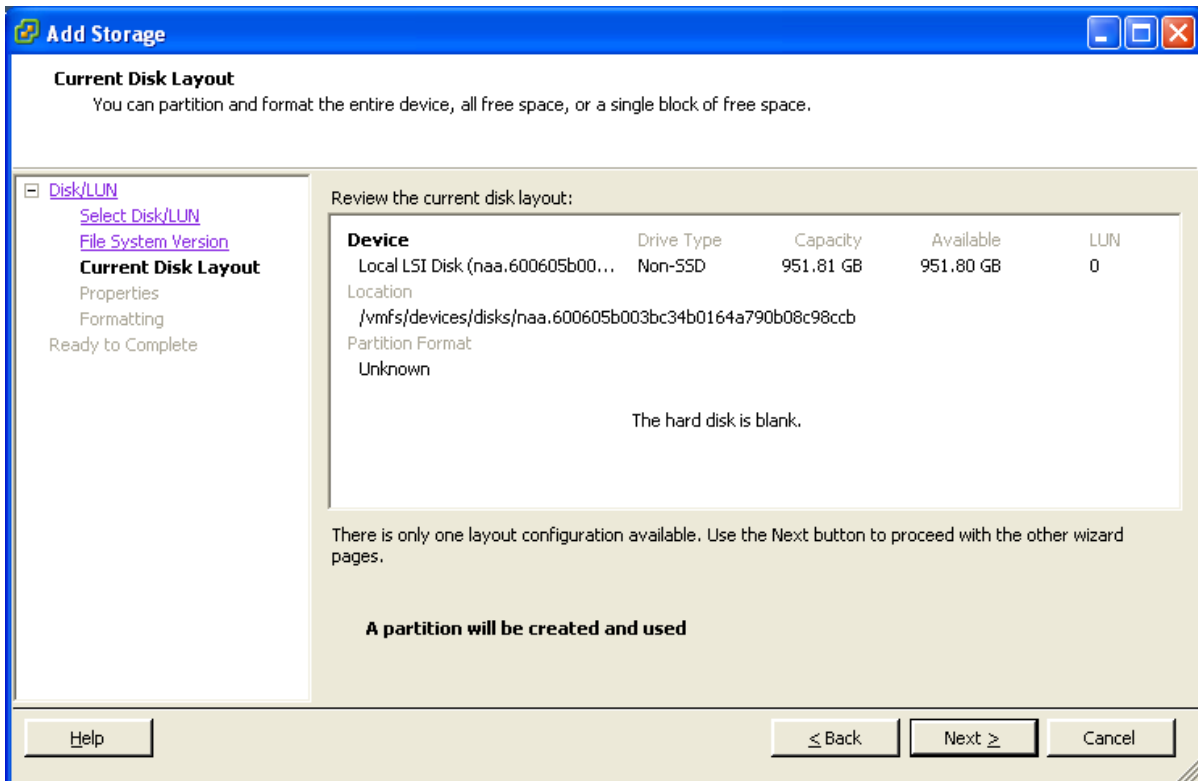 Add Storage
Current Disk Layout
You can partition and format the entire device, all free space, or a single block of free space.
Disk/LUN
Select Disk/LUN
File System Version
Current Disk Layout
Properties
Formatting
Ready to Complete
Review the current disk layout:
Device Drive Type Capacity Available LUN
Local LSI Disk (naa.600605b00... Non-SSD 951.81 GB 951.80 GB 0
Location
/vmfs/devices/disks/naa.600605b003bc34b0164a790b08c98ccb
Partition Format
Unknown
The hard disk is blank.
There is only one layout configuration available. Use the Next button to proceed with the other wizard
pages.
A partition will be created and used
Help < Back Next > Cancel